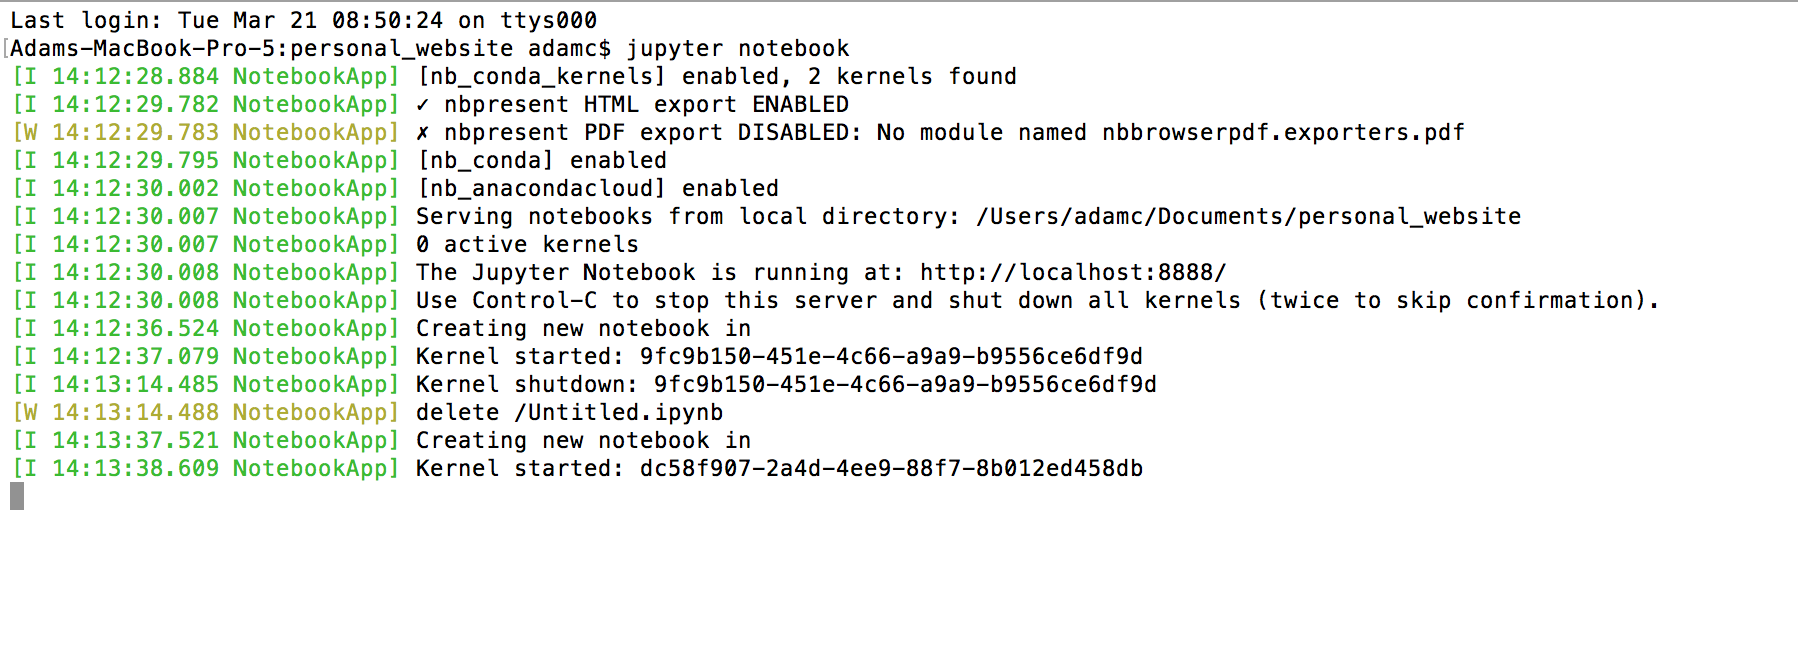 Last login: Tue Mar 21 08:50:24 on ttys000
[Adams-MacBook-Pro-5:personal_website adamc$ jupyter notebook
[I 14:12:28.884 NotebookApp] [nb_conda_kernels] enabled, 2 kernels found
[I 14:12:29.782 NotebookApp] ✓ nbpresent HTML export ENABLED
[W 14:12:29.783 NotebookApp] ✗ nbpresent PDF export DISABLED: No module named nbbrowserpdf.exporters.pdf
[I 14:12:29.795 NotebookApp] [nb_conda] enabled
[I 14:12:30.002 NotebookApp] [nb_anacondacloud] enabled
[I 14:12:30.007 NotebookApp] Serving notebooks from local directory: /Users/adamc/Documents/personal_website
[I 14:12:30.007 NotebookApp] 0 active kernels
[I 14:12:30.008 NotebookApp] The Jupyter Notebook is running at: http://localhost:8888/
[I 14:12:30.008 NotebookApp] Use Control-C to stop this server and shut down all kernels (twice to skip confirmation).
[I 14:12:36.524 NotebookApp] Creating new notebook in
[I 14:12:37.079 NotebookApp] Kernel started: 9fc9b150-451e-4c66-a9a9-b9556ce6df9d
[I 14:13:14.485 NotebookApp] Kernel shutdown: 9fc9b150-451e-4c66-a9a9-b9556ce6df9d
[W 14:13:14.488 NotebookApp] delete /Untitled.ipynb
[I 14:13:37.521 NotebookApp] Creating new notebook in
[I 14:13:38.609 NotebookApp] Kernel started: dc58f907-2a4d-4ee9-88f7-8b012ed458db